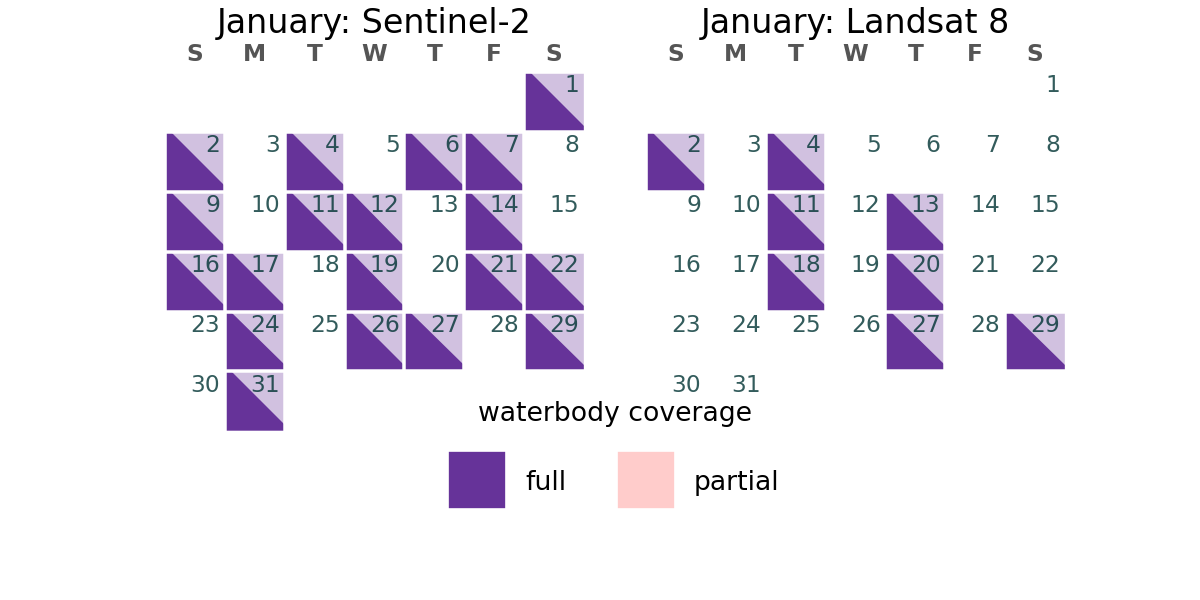 January: Sentinel-2
S M T W T F S
1
2 3 4 5 6 7 8
9 10 11 12 13 14 15
16 17 18 19 20 21 22
23 24 25 26 27 28 29
30 31
January: Landsat 8
S M T W T F S
1
2 3 4 5 6 7 8
9 10 11 12 13 14 15
16 17 18 19 20 21 22
23 24 25 26 27 28 29
30 31
waterbody coverage
full partial